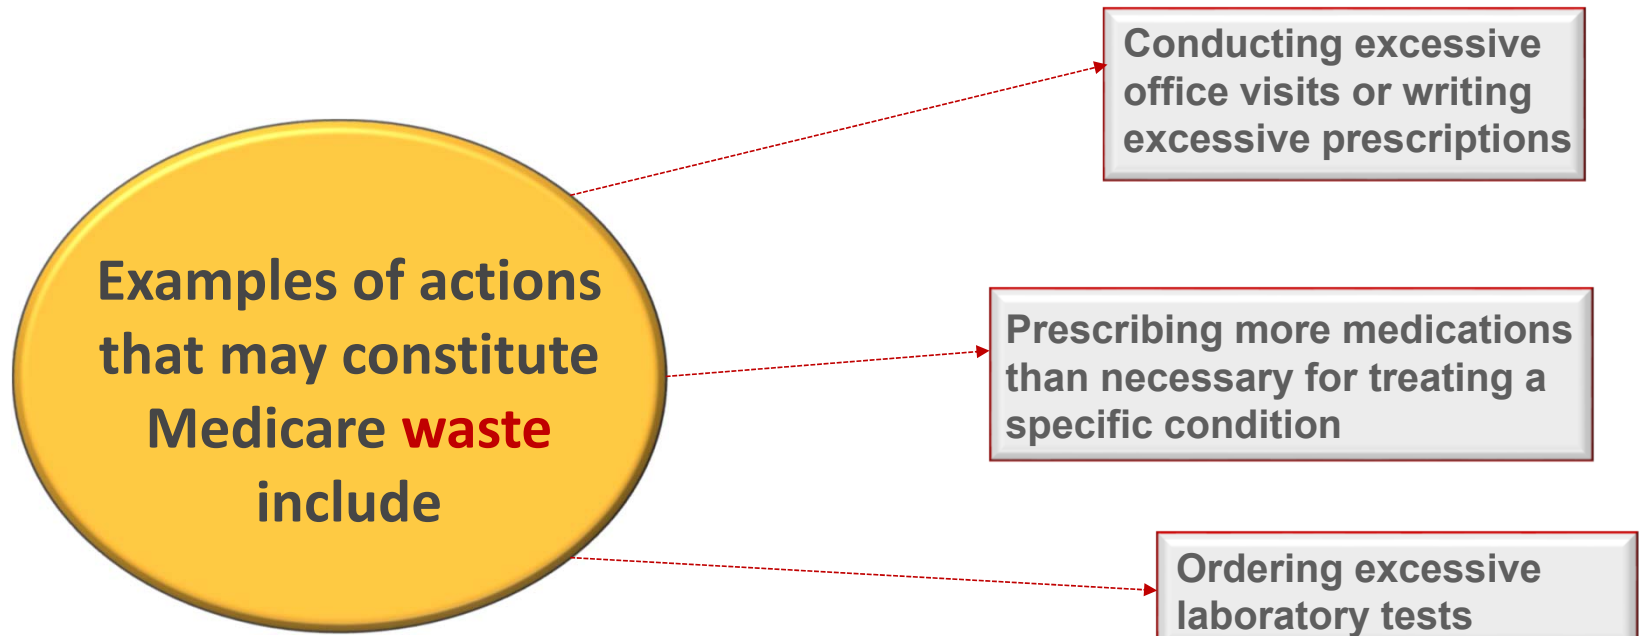 Examples of actions
that may constitute
Medicare waste
include
Conducting excessive
office visits or writing
excessive prescriptions
Prescribing more medications
than necessary for treating a
specific condition
Ordering excessive
laboratory tests